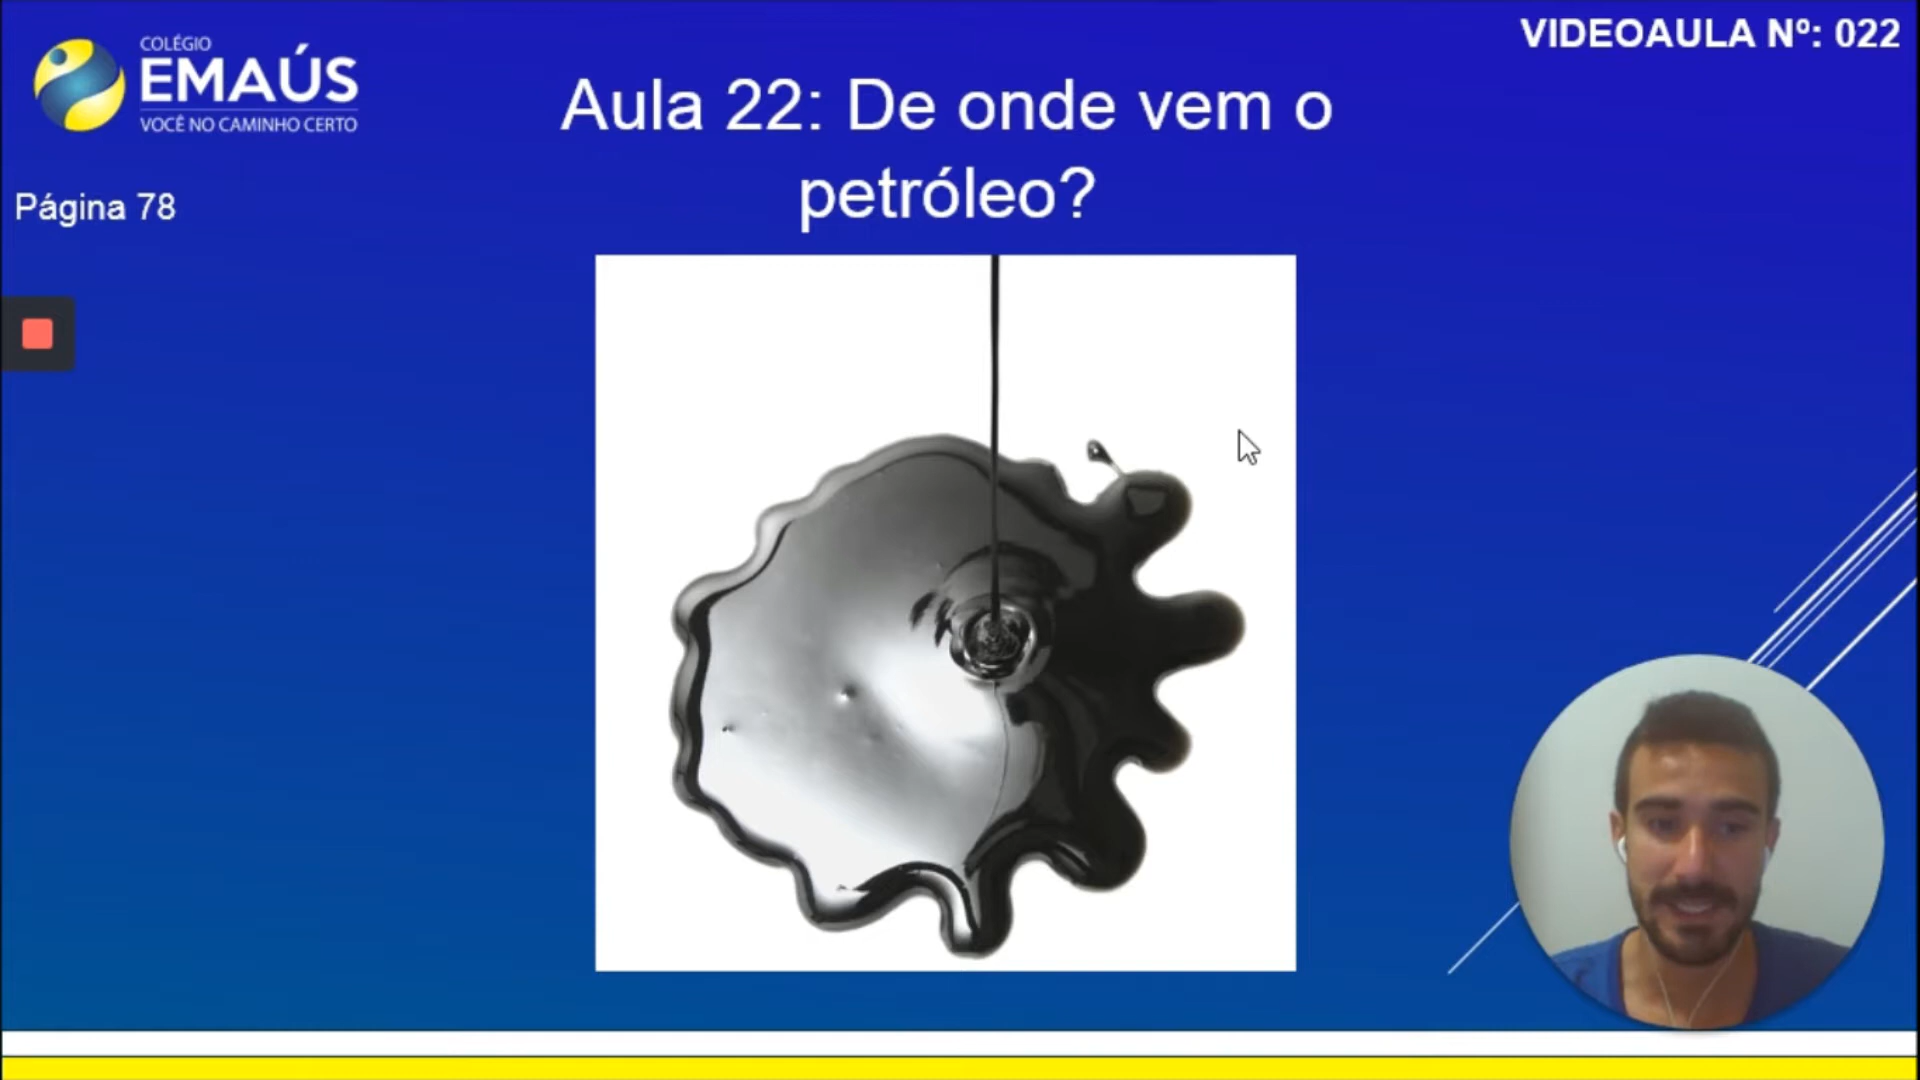 COLÉGIO
EMAÚS
VOCÊ NO CAMINHO CERTO
VIDEOAULA Nº: 022
Aula 22: De onde vem o
petróleo?
Página 78